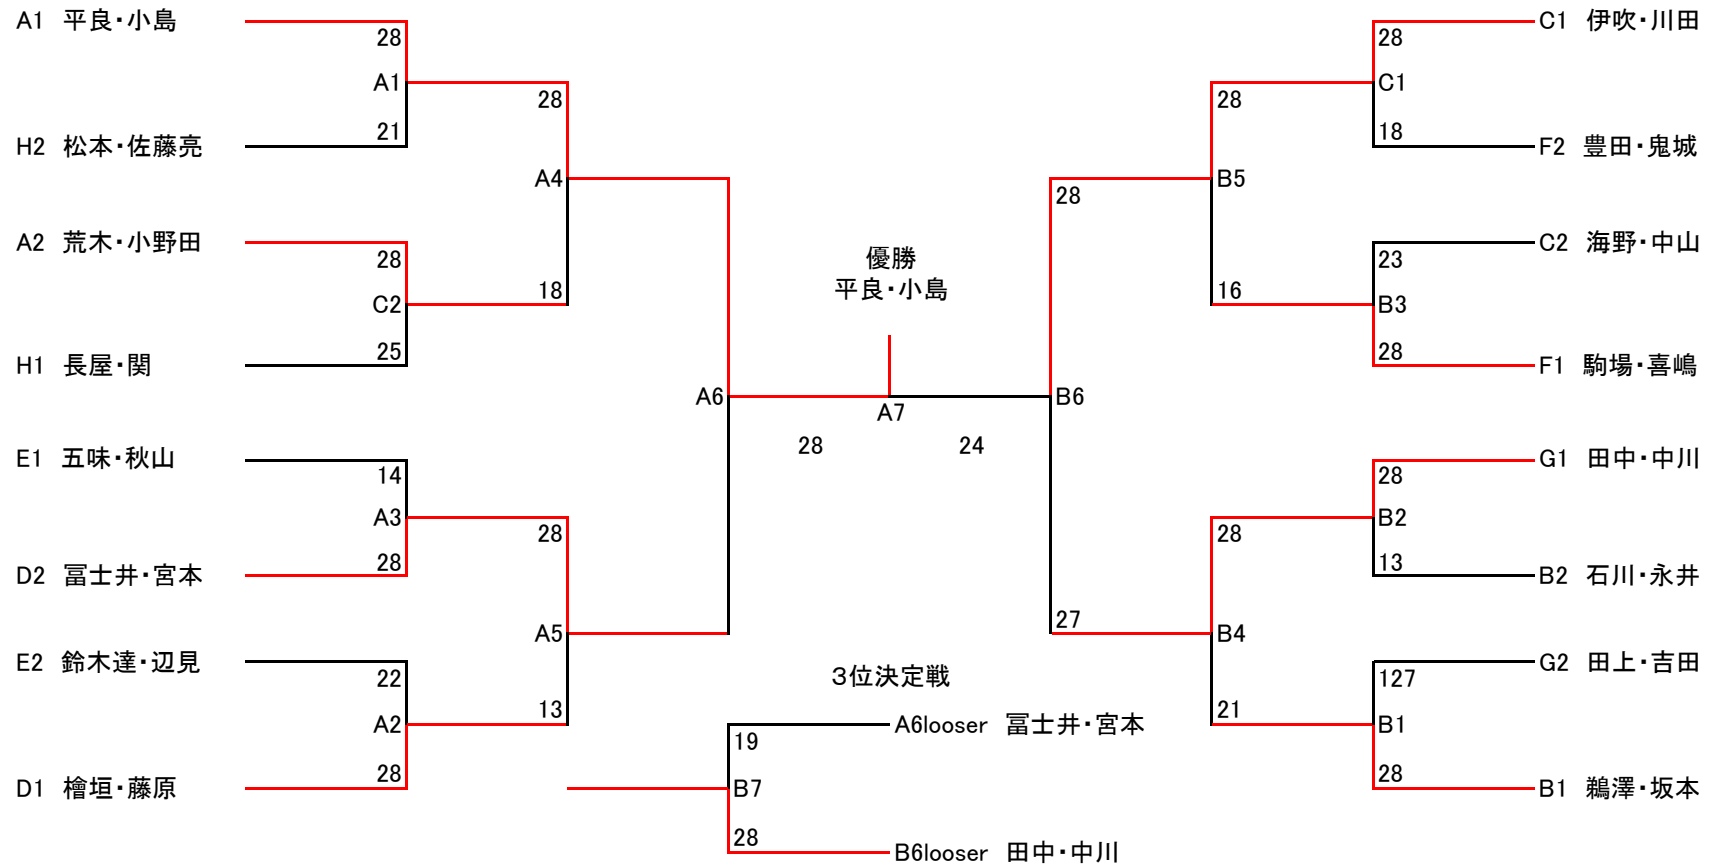 A1 平良・小島
28
A1
21
H2 松本・佐藤亮
28
A4
18
A2 荒木・小野田
28
C2
25
H1 長屋・関
A6
E1 五味・秋山
14
A3
28
D2 冨士井・宮本
28
A5
13
E2 鈴木達・辺見
22
A2
28
D1 檜垣・藤原
優勝
平良・小島
A7
28 24
C1 伊吹・川田
28
C1
18
F2 豊田・鬼城
28
B5
16
28
C2 海野・中山
23
B3
28
F1 駒場・喜嶋
B6
27
G1 田中・中川
28
B2
13
B2 石川・永井
28
B4
21
G2 田上・吉田
127
B1
28
B1 鵜澤・坂本
3位決定戦
A6looser 冨士井・宮本
19
B7
28
B6looser 田中・中川